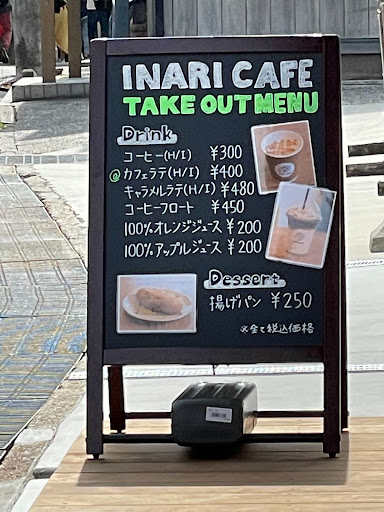 INARI CAFE
TAKE OUT MENU
Drink
コーヒー(H/I) ¥300
@カフェラテ(H/I) ¥400
キャラメルラテ(H/I) ¥480
コーヒーフロート ¥450
100%オレンジジュース ¥200
100%アップルジュース ¥200
Dessert
揚げパン ¥250
※全て税込価格